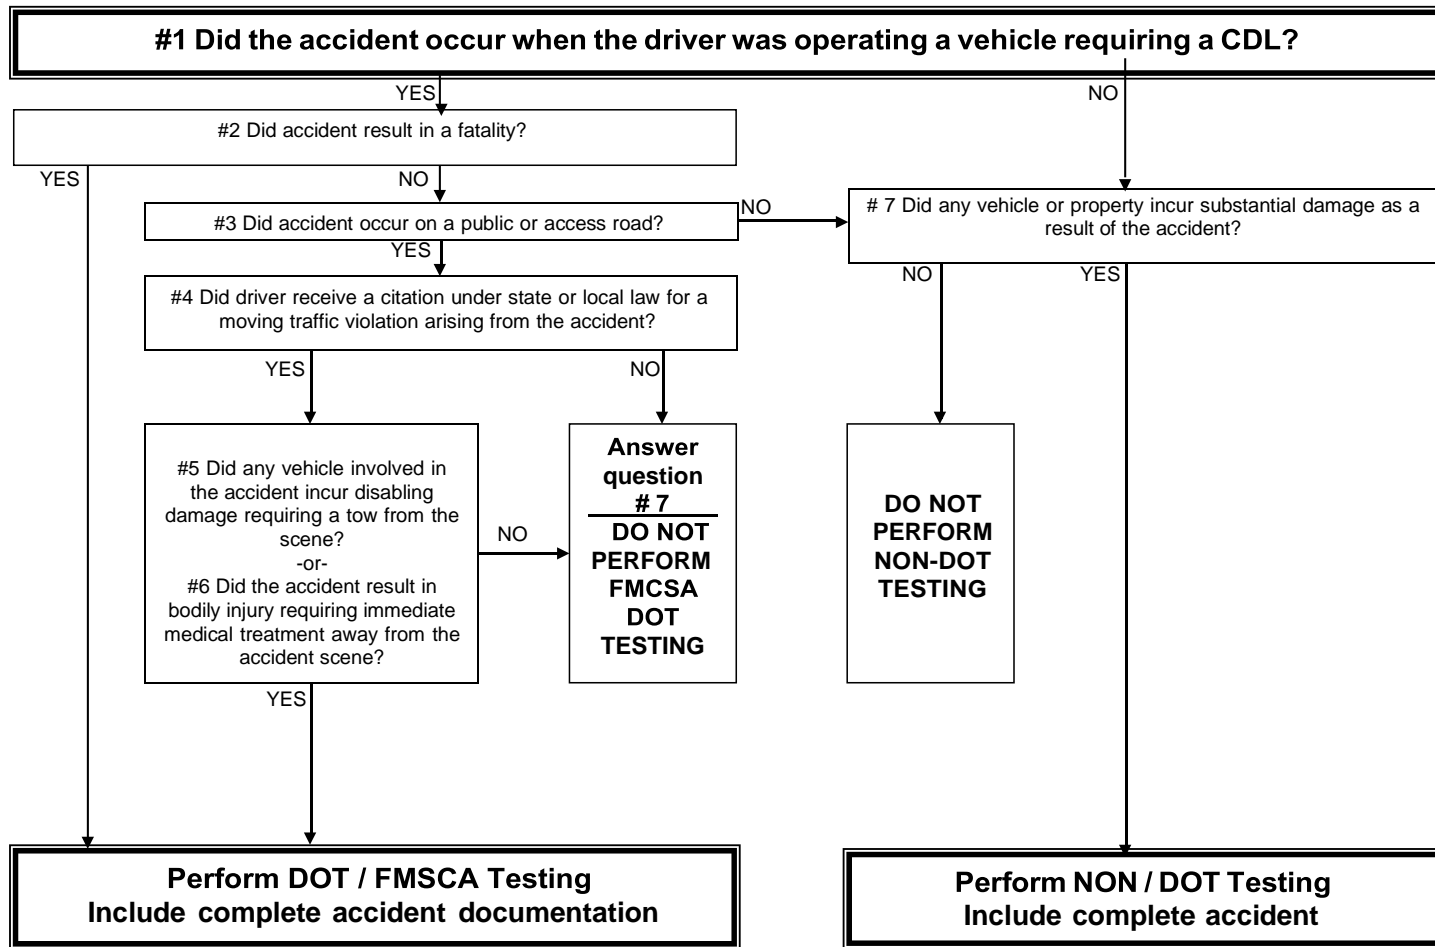 #1 Did the accident occur when the driver was operating a vehicle requiring a CDL?
YES
NO
#2 Did accident result in a fatality?
YES
NO
#3 Did accident occur on a public or access road?
NO
# 7 Did any vehicle or property incur substantial damage as a
result of the accident?
YES
NO
YES
#4 Did driver receive a citation under state or local law for a
moving traffic violation arising from the accident?
YES
NO
#5 Did any vehicle involved in
the accident incur disabling
damage requiring a tow from the
scene?
-or-
#6 Did the accident result in
bodily injury requiring immediate
medical treatment away from the
accident scene?
NO
Answer
question
# 7
DO NOT
PERFORM
FMCSA
DOT
TESTING
DO NOT
PERFORM
NON-DOT
TESTING
YES
Perform DOT / FMSCA Testing
Include complete accident documentation
Perform NON / DOT Testing
Include complete accident